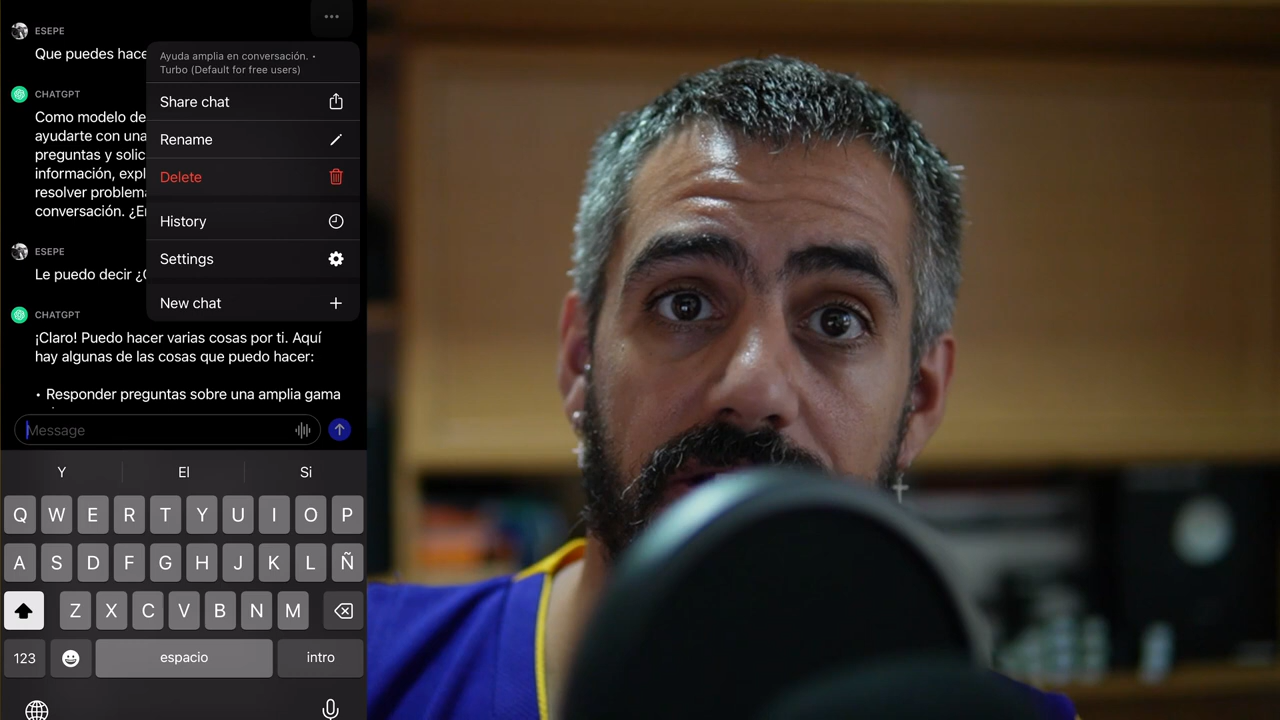 ESEPE
Que puedes hace
Ayuda amplia en conversación. •
Turbo (Default for free users)
CHATGPT
Como modelo de
ayudarte con una
preguntas y solic
información, expl
resolver problema
conversación. ¿E
Share chat
Rename
Delete
History
Settings
New chat
ESEPE
Le puedo decir
CHATGPT
¡Claro! Puedo hacer varias cosas por ti. Aquí
hay algunas de las cosas que puedo hacer:
• Responder preguntas sobre una amplia gama
Message
Y El Si
Q W E R T Y U I O P
A S D F G H J K L Ñ
Z X C V B N M
123 espacio intro